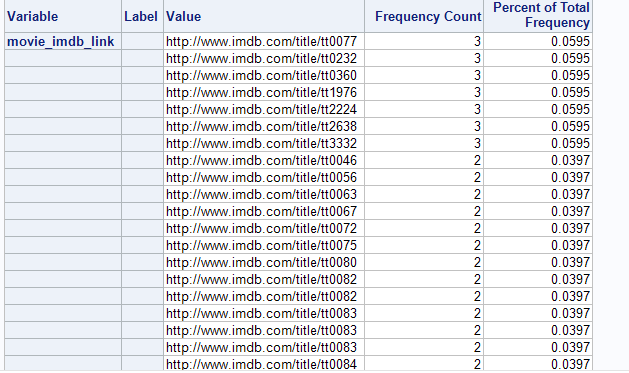 Variable Label Value Frequency Count Percent of Total Frequency
movie_imdb_link http://www.imdb.com/title/tt0077 3 0.0595
http://www.imdb.com/title/tt0232 3 0.0595
http://www.imdb.com/title/tt0360 3 0.0595
http://www.imdb.com/title/tt1976 3 0.0595
http://www.imdb.com/title/tt2224 3 0.0595
http://www.imdb.com/title/tt2638 3 0.0595
http://www.imdb.com/title/tt3332 3 0.0595
http://www.imdb.com/title/tt0046 2 0.0397
http://www.imdb.com/title/tt0056 2 0.0397
http://www.imdb.com/title/tt0063 2 0.0397
http://www.imdb.com/title/tt0067 2 0.0397
http://www.imdb.com/title/tt0072 2 0.0397
http://www.imdb.com/title/tt0075 2 0.0397
http://www.imdb.com/title/tt0080 2 0.0397
http://www.imdb.com/title/tt0082 2 0.0397
http://www.imdb.com/title/tt0082 2 0.0397
http://www.imdb.com/title/tt0083 2 0.0397
http://www.imdb.com/title/tt0083 2 0.0397
http://www.imdb.com/title/tt0083 2 0.0397
http://www.imdb.com/title/tt0084 2 0.0397